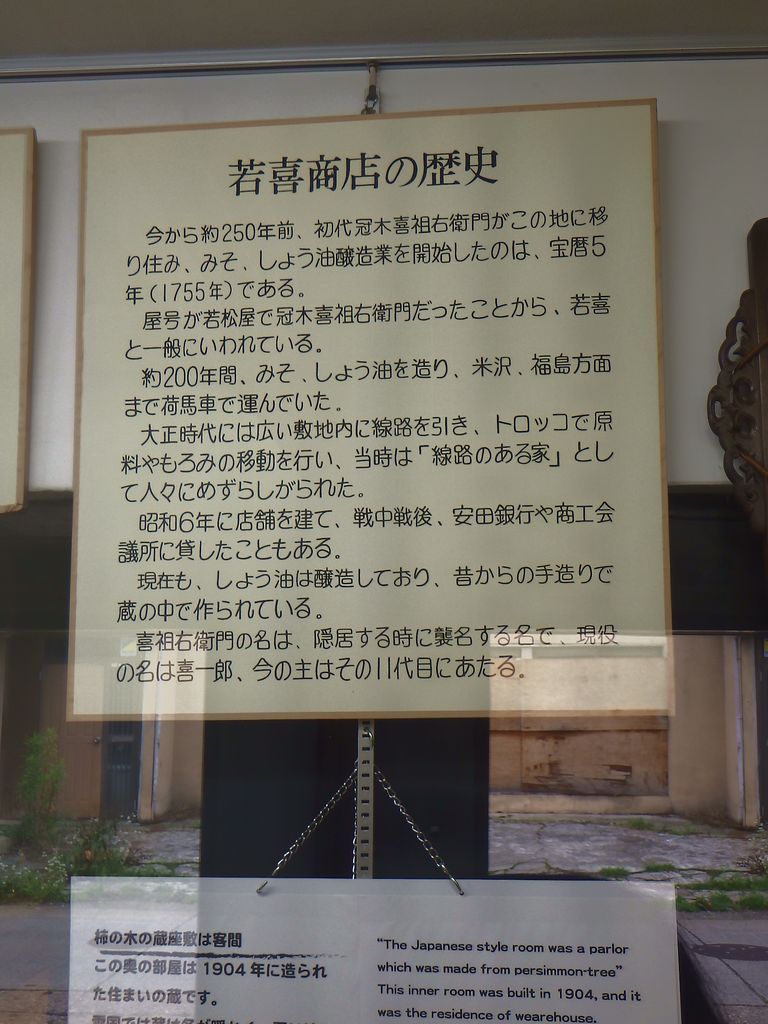 若喜商店の歴史
今から約250年前、初代冠木喜祖右衛門がこの地に移
り住み、みそ、しょう油醸造業を開始したのは、宝暦5
年(1755年)である。
屋号が若松屋で冠木喜祖右衛門だったことから、若喜
と一般にいわれている。
約200年間、みそ、しょう油を造り、米沢、福島方面
まで荷馬車で運んでいた。
大正時代には広い敷地内に線路を引き、トロッコで原
料やもろみの移動を行い、当時は「線路のある家」とし
て人々にめずらしがられた。
昭和6年に店舗を建て、戦中戦後、安田銀行や商工会
議所に貸したこともある。
現在も、しょう油は醸造しており、昔からの手造りで
蔵の中で作られている。
喜祖右衛門の名は、隠居する時に襲名する名で、現役
の名は喜一郎、今の主はその11代目にあたる。
柿の木の蔵座敷は客間
この奥の部屋は1904年に造られ
た住まいの蔵です。
"The Japanese style room was a parlor
which was made from persimmon-tree"
This inner room was built in 1904, and it
was the residence of wearehouse.